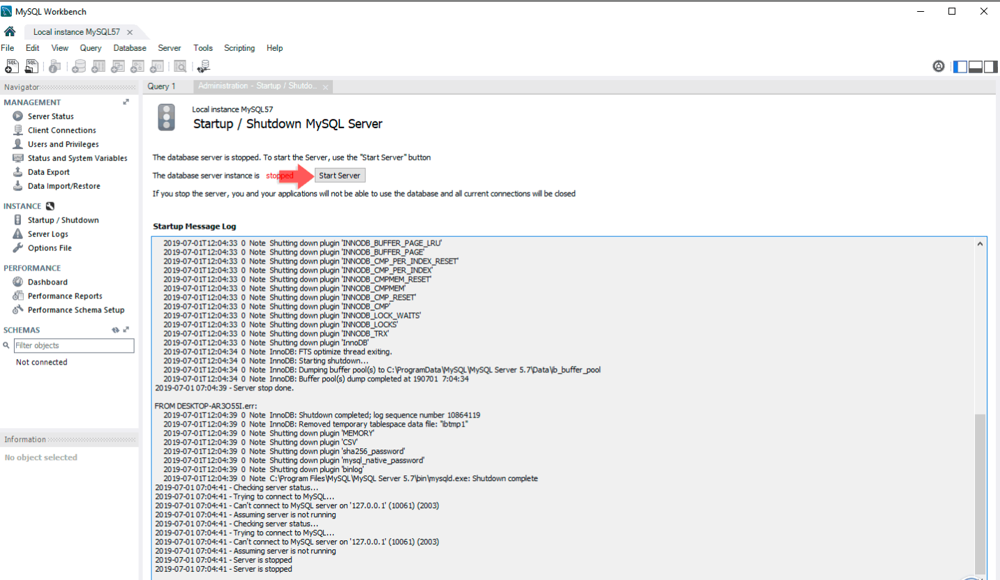 MySQL Workbench
Local instance MySQL57
File Edit View Query Database Server Tools Scripting Help
Navigator
Query 1
Administration - Startup / Shutdo...
MANAGEMENT
Server Status
Client Connections
Users and Privileges
Status and System Variables
Data Export
Data Import/Restore
INSTANCE
Startup / Shutdown
Server Logs
Options File
PERFORMANCE
Dashboard
Performance Reports
Performance Schema Setup
SCHEMAS
Filter objects
Not connected
Information
No object selected
Local instance MySQL57
Startup / Shutdown MySQL Server
The database server is stopped. To start the Server, use the "Start Server" button
The database server instance is stopped Start Server
If you stop the server, you and your applications will not be able to use the database and all current connections will be closed
Startup Message Log
2019-07-01T12:04:33 0 Note Shutting down plugin 'INNODB_BUFFER_PAGE_LRU'
2019-07-01T12:04:33 0 Note Shutting down plugin 'INNODB_BUFFER_PAGE'
2019-07-01T12:04:33 0 Note Shutting down plugin 'INNODB_CMP_PER_INDEX_RESET'
2019-07-01T12:04:33 0 Note Shutting down plugin 'INNODB_CMP_PER_INDEX'
2019-07-01T12:04:33 0 Note Shutting down plugin 'INNODB_CMPMEM_RESET'
2019-07-01T12:04:33 0 Note Shutting down plugin 'INNODB_CMPMEM'
2019-07-01T12:04:33 0 Note Shutting down plugin 'INNODB_CMP_RESET'
2019-07-01T12:04:33 0 Note Shutting down plugin 'INNODB_CMP'
2019-07-01T12:04:33 0 Note Shutting down plugin 'INNODB_LOCK_WAITS'
2019-07-01T12:04:33 0 Note Shutting down plugin 'INNODB_LOCKS'
2019-07-01T12:04:33 0 Note Shutting down plugin 'INNODB_TRX'
2019-07-01T12:04:33 0 Note Shutting down plugin 'InnoDB'
2019-07-01T12:04:34 0 Note InnoDB: FTS optimize thread exiting.
2019-07-01T12:04:34 0 Note InnoDB: Starting shutdown...
2019-07-01T12:04:34 0 Note InnoDB: Dumping buffer pool(s) to C:\ProgramData\MySQL\MySQL Server 5.7\Data\ib_buffer_pool
2019-07-01T12:04:34 0 Note InnoDB: Buffer pool(s) dump completed at 190701 7:04:34
2019-07-01 07:04:39 - Server stop done.
FROM DESKTOP-AR3O55I.err:
2019-07-01T12:04:39 0 Note InnoDB: Shutdown completed; log sequence number 10864119
2019-07-01T12:04:39 0 Note InnoDB: Removed temporary tablespace data file: "ibtmp1"
2019-07-01T12:04:39 0 Note Shutting down plugin 'MEMORY'
2019-07-01T12:04:39 0 Note Shutting down plugin 'CSV'
2019-07-01T12:04:39 0 Note Shutting down plugin 'sha256_password'
2019-07-01T12:04:39 0 Note Shutting down plugin 'mysql_native_password'
2019-07-01T12:04:39 0 Note Shutting down plugin 'binlog'
2019-07-01T12:04:39 0 Note C:\Program Files\MySQL\MySQL Server 5.7\bin\mysqld.exe: Shutdown complete
2019-07-01 07:04:41 - Checking server status...
2019-07-01 07:04:41 - Trying to connect to MySQL...
2019-07-01 07:04:41 - Can't connect to MySQL server on '127.0.0.1' (10061) (2003)
2019-07-01 07:04:41 - Assuming server is not running
2019-07-01 07:04:41 - Checking server status...
2019-07-01 07:04:41 - Trying to connect to MySQL...
2019-07-01 07:04:41 - Can't connect to MySQL server on '127.0.0.1' (10061) (2003)
2019-07-01 07:04:41 - Assuming server is not running
2019-07-01 07:04:41 - Server is stopped
2019-07-01 07:04:41 - Server is stopped